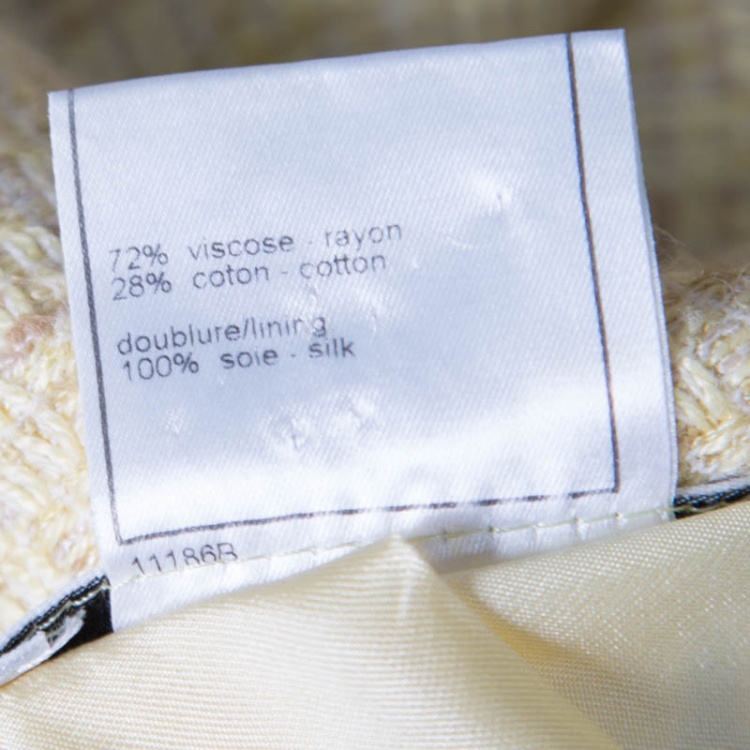 72% viscose - rayon
28% coton - cotton
doublure/lining
100% soie - silk
11186B